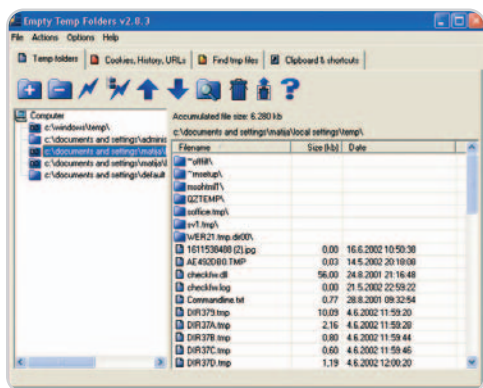 Empty Temp Folders v2.8.3
File Actions Options Help
Temp folders Cookies, History, URLs Find tmp files Clipboard & shortcuts
Computer
c:\windows\temp\
c:\documents and settings\adminis
c:\documents and settings\matija\l
c:\documents and settings\matija\l
c:\documents and settings\default
Accumulated file size: 6.280 kb
c:\documents and settings\matija\local settings\temp\
Filename Size (kb) Date
~offfilt\
~msetup\
msohtml1\
QZTEMP\
soffice.tmp\
sv1.tmp\
WER21.tmp.dir00\
1611538488 (2).jpg 0,00 16.6.2002 10:50:38
AE492DB0.TMP 0,03 14.5.2002 20:18:08
checkfw.dll 56,00 24.8.2001 21:16:48
checkfw.log 0,00 21.5.2002 22:59:22
Commandline.txt 0,77 28.8.2001 09:32:54
DIR379.tmp 10,09 4.6.2002 11:59:20
DIR37A.tmp 2,16 4.6.2002 11:59:28
DIR37B.tmp 0,80 4.6.2002 11:59:44
DIR37C.tmp 0,60 4.6.2002 11:59:46
DIR37D.tmp 1,19 4.6.2002 12:00:20